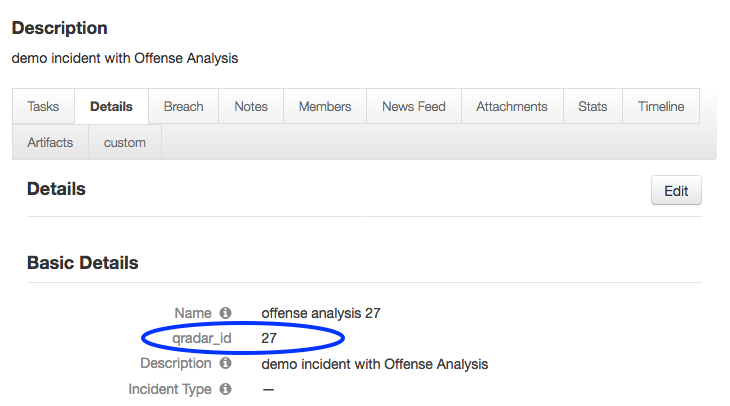 Description
demo incident with Offense Analysis
Tasks Details Breach Notes Members News Feed Attachments Stats Timeline
Artifacts custom
Details Edit
Basic Details
Name offense analysis 27
qradar_id 27
Description demo incident with Offense Analysis
Incident Type —